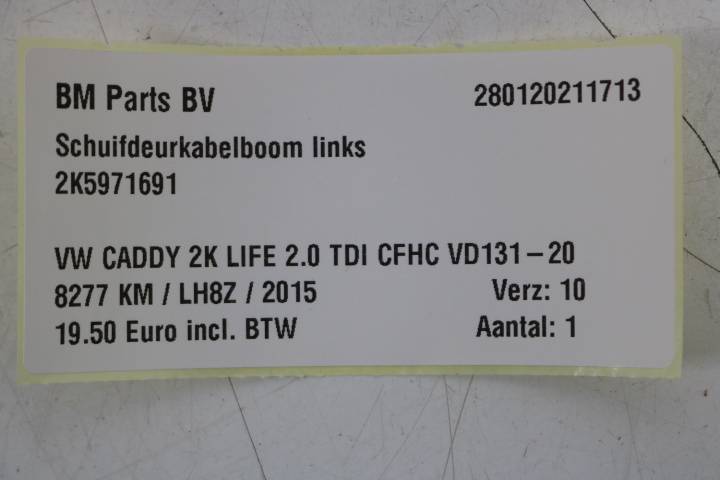 BM Parts BV 280120211713
Schuifdeurkabelboom links
2K5971691
VW CADDY 2K LIFE 2.0 TDI CFHC VD131-20
8277 KM / LH8Z / 2015 Verz: 10
19.50 Euro incl. BTW Aantal: 1